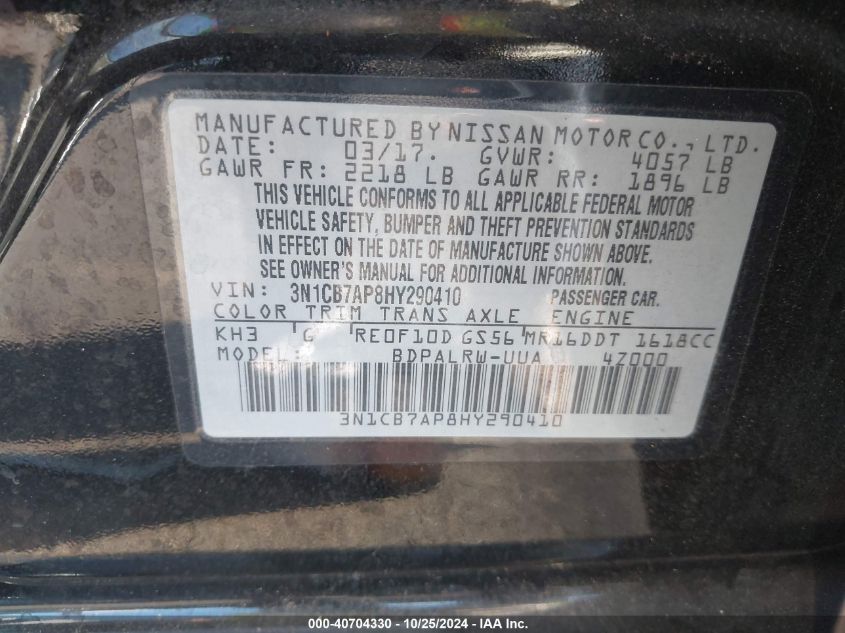 MANUFACTURED BY NISSAN MOTOR CO., LTD.
DATE: 03/17. GVWR: 4057 LB
GAWR FR: 2218 LB GAWR RR: 1896 LB
THIS VEHICLE CONFORMS TO ALL APPLICABLE FEDERAL MOTOR
VEHICLE SAFETY, BUMPER AND THEFT PREVENTION STANDARDS
IN EFFECT ON THE DATE OF MANUFACTURE SHOWN ABOVE.
SEE OWNER'S MANUAL FOR ADDITIONAL INFORMATION.
VIN: 3N1CB7AP8HY290410 PASSENGER CAR.
COLOR TRIM TRANS AXLE ENGINE
KH3 G RE0F10D GS56 MR16DDT 1618CC
MODEL: BDPALRW-UUA 4Z000
3N1CB7AP8HY290410
000-40704330 - 10/25/2024 - IAA Inc.